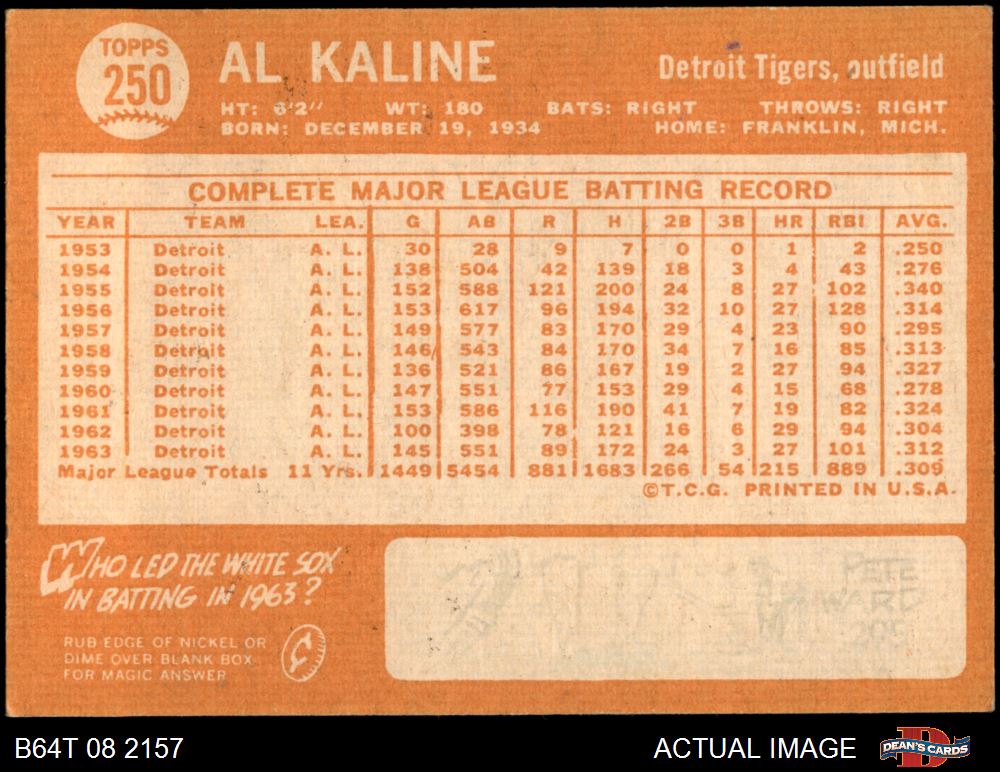 TOPPS
250
AL KALINE
Detroit Tigers, outfield
HT: 6'2" WT: 180 BATS: RIGHT THROWS: RIGHT
BORN: DECEMBER 19, 1934 HOME: FRANKLIN, MICH.
COMPLETE MAJOR LEAGUE BATTING RECORD
YEAR TEAM LEA. G AB R H 2B 3B HR RBI AVG.
1953 Detroit A. L. 30 28 9 7 0 0 1 2 .250
1954 Detroit A. L. 138 504 42 139 18 3 4 43 .276
1955 Detroit A. L. 152 588 121 200 24 8 27 102 .340
1956 Detroit A. L. 153 617 96 194 32 10 27 128 .314
1957 Detroit A. L. 149 577 83 170 29 4 23 90 .295
1958 Detroit A. L. 146 543 84 170 34 7 16 85 .313
1959 Detroit A. L. 136 521 86 167 19 2 27 94 .327
1960 Detroit A. L. 147 551 77 153 29 4 15 68 .278
1961 Detroit A. L. 153 586 116 190 41 7 19 82 .324
1962 Detroit A. L. 100 398 78 121 16 6 29 94 .304
1963 Detroit A. L. 145 551 89 172 24 3 27 101 .312
Major League Totals 11 Yrs. 1449 5454 881 1683 266 54 215 889 .309
©T.C.G. PRINTED IN U.S.A.
WHO LED THE WHITE SOX
IN BATTING IN 1963?
RUB EDGE OF NICKEL OR
DIME OVER BLANK BOX
FOR MAGIC ANSWER
PETE
WARD
B64T 08 2157
ACTUAL IMAGE
DEAN'S CARDS